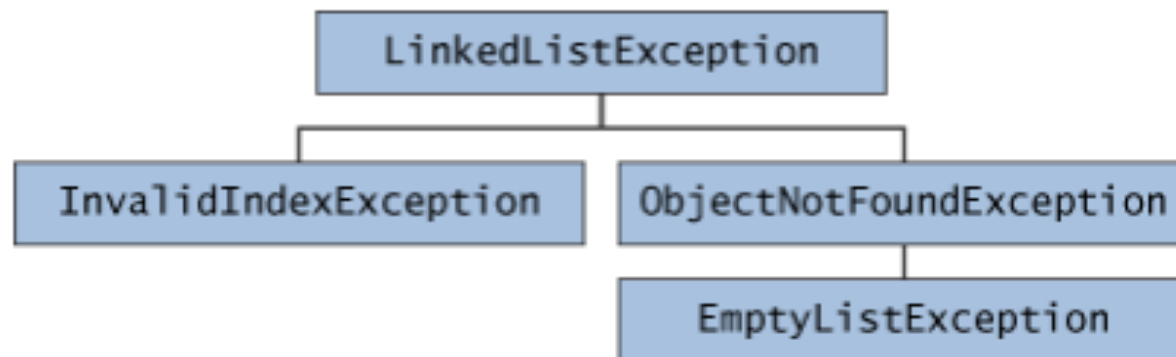 LinkedListException
InvalidIndexException
ObjectNotFoundException
EmptyListException